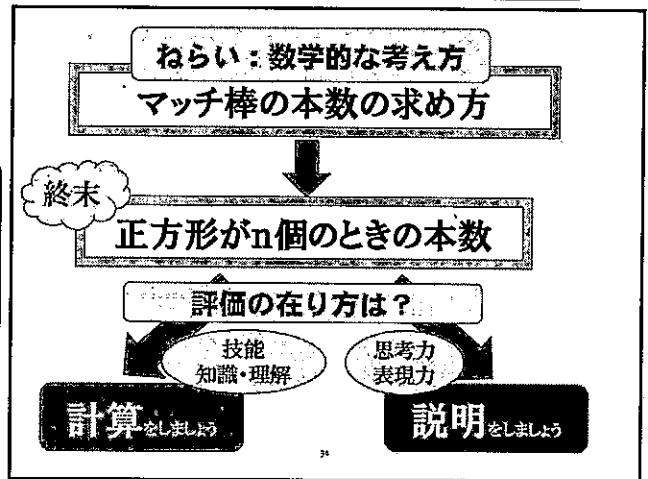 ねらい：数学的な考え方
マッチ棒の本数の求め方
終末
正方形がn個のときの本数
評価の在り方は？
技能
知識・理解
思考力
表現力
計算をしましょう
説明をしましょう